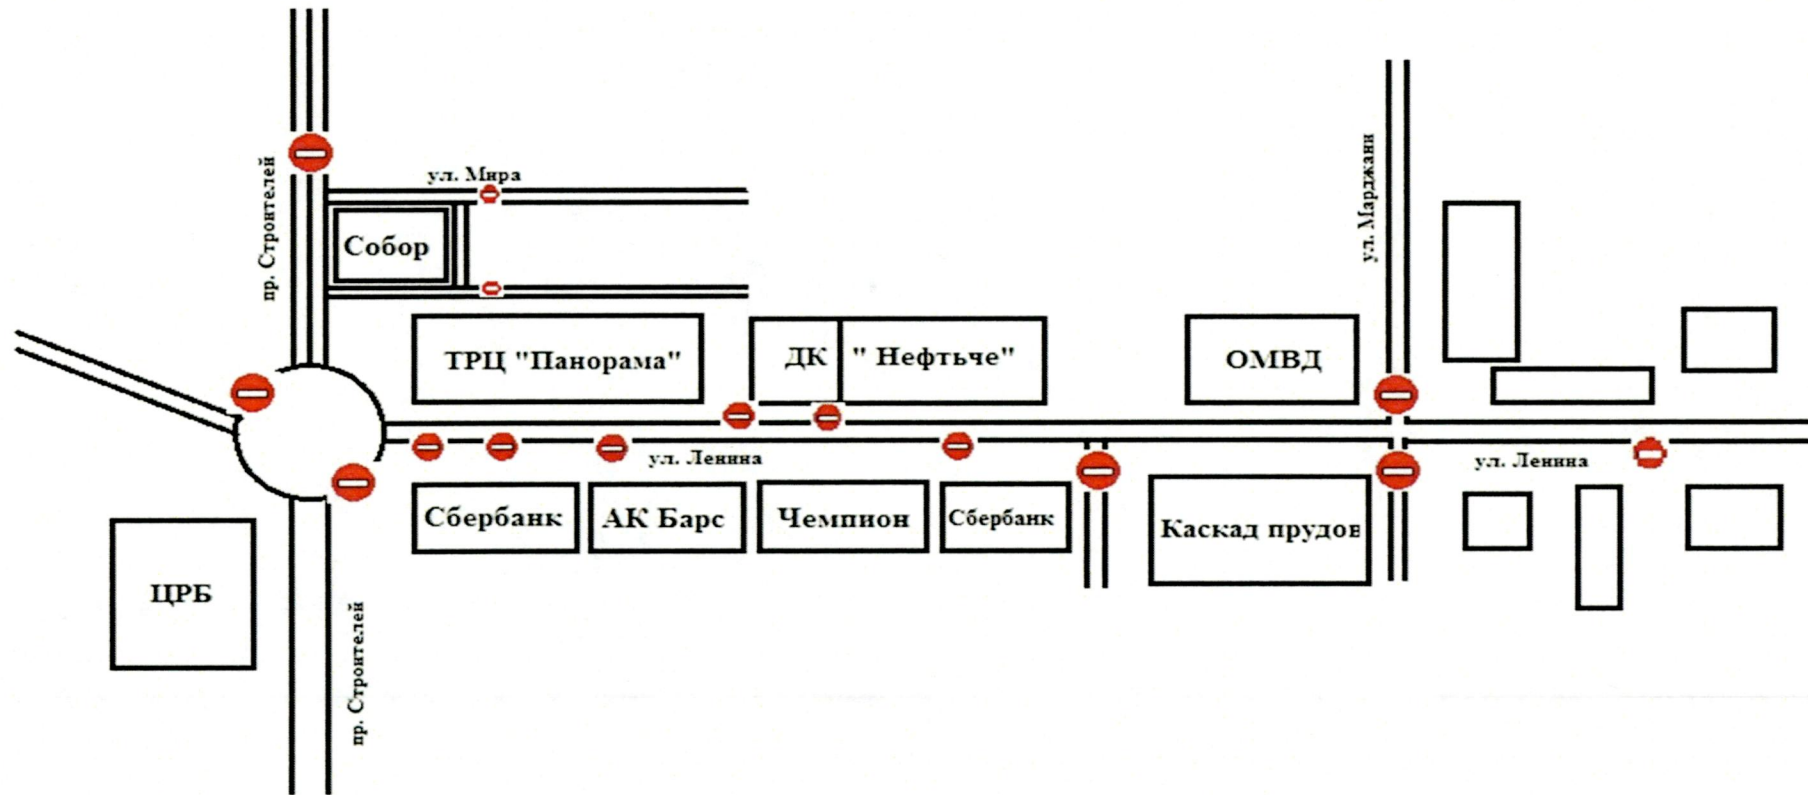 ул. Мира
пр. Строителей
Собор
ул. Марджани
ТРЦ "Панорама"
ДК " Нефтьче"
ОМВД
ул. Ленина
ул. Ленина
Сбербанк
АК Барс
Чемпион
Сбербанк
Каскад прудов
ЦРБ
пр. Строителей